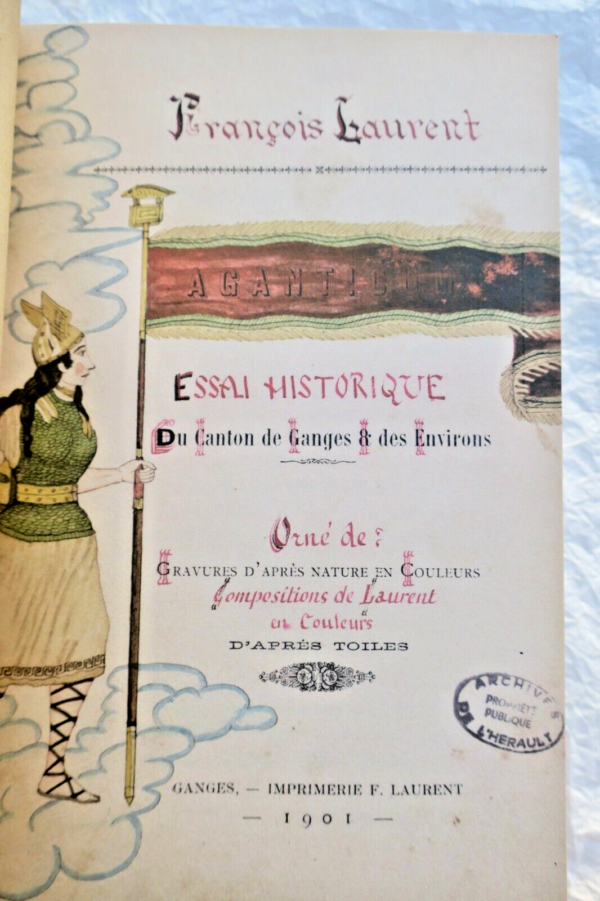 François Laurent
AGANTICUM
ESSAI HISTORIQUE
Du Canton de Ganges & des Environs
Orné de :
GRAVURES D'APRÈS NATURE EN COULEURS
Compositions de Laurent
en Couleurs
D'APRÈS TOILES
ARCHIVES
PROPRIÉTÉ
PUBLIQUE
DE L'HERAULT
GANGES, — IMPRIMERIE F. LAURENT
— 1901 —